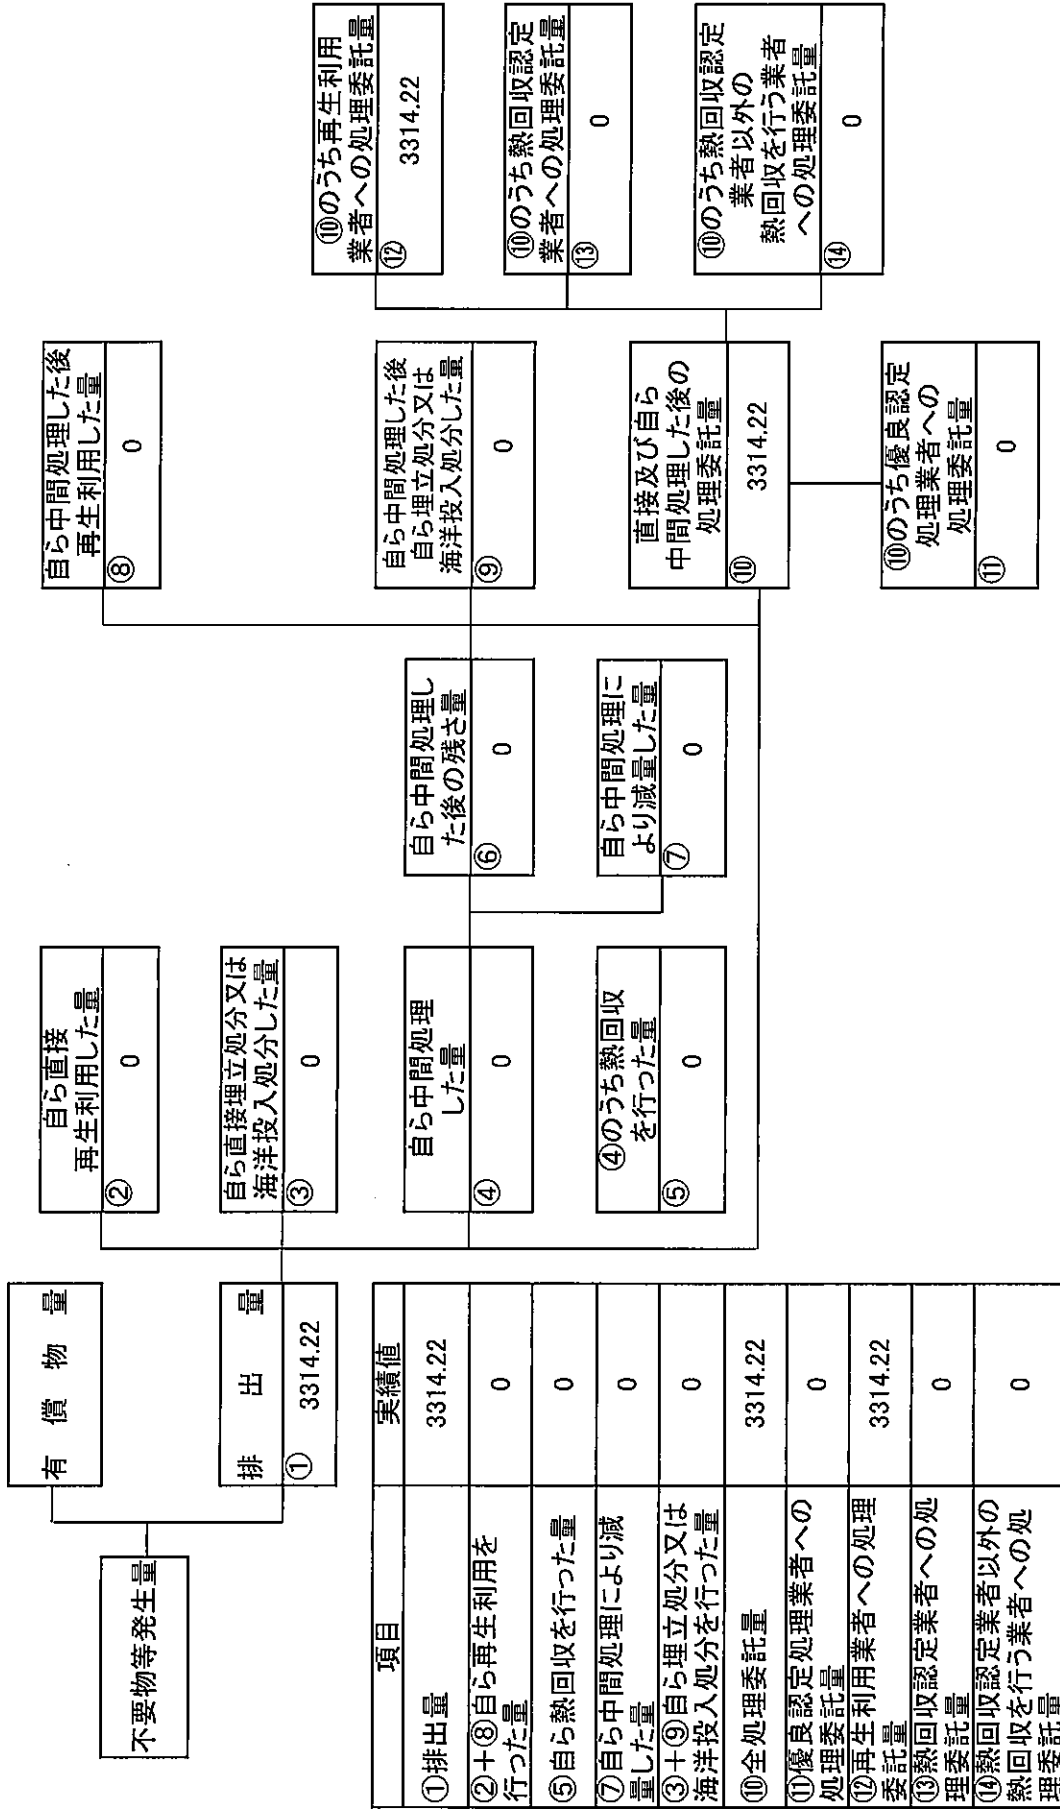 不要物等発生量
有償物量
排出量
① 3314.22
自ら直接
再生利用した量
② 0
自ら直接埋立処分又は
海洋投入処分した量
③ 0
自ら中間処理
した量
④ 0
④のうち熱回収
を行った量
⑤ 0
自ら中間処理し
た後の残さ量
⑥ 0
自ら中間処理に
より減量した量
⑦ 0
自ら中間処理した後
再生利用した量
⑧ 0
自ら中間処理した後
自ら埋立処分又は
海洋投入処分した量
⑨ 0
直接及び自ら
中間処理した後の
処理委託量
⑩ 3314.22
⑩のうち優良認定
処理業者への
処理委託量
⑪ 0
⑩のうち再生利用
業者への処理委託量
⑫ 3314.22
⑩のうち熱回収認定
業者への処理委託量
⑬ 0
⑩のうち熱回収認定
業者以外の
熱回収を行う業者
への処理委託量
⑭ 0
項目 実績値
①排出量 3314.22
②+⑧自ら再生利用を
行った量 0
⑤自ら熱回収を行った量 0
⑦自ら中間処理により減
量した量 0
③+⑨自ら埋立処分又は
海洋投入処分を行った量 0
⑩全処理委託量 3314.22
⑪優良認定処理業者への
処理委託量 0
⑫再生利用業者への処理
委託量 3314.22
⑬熱回収認定業者への処
理委託量 0
⑭熱回収認定業者以外の
熱回収を行う業者への処
理委託量 0